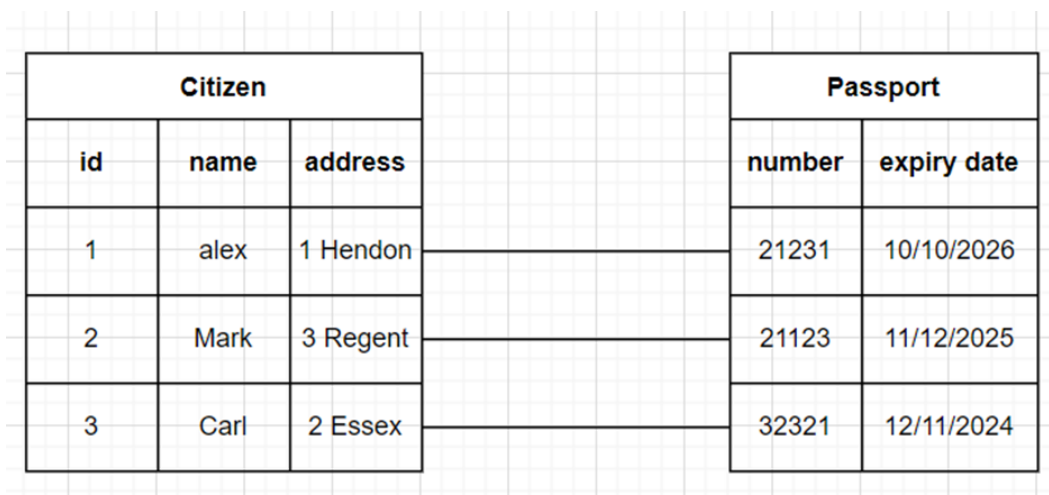 Citizen Passport
id name address number expiry date
1 alex 1 Hendon 21231 10/10/2026
2 Mark 3 Regent 21123 11/12/2025
3 Carl 2 Essex 32321 12/11/2024